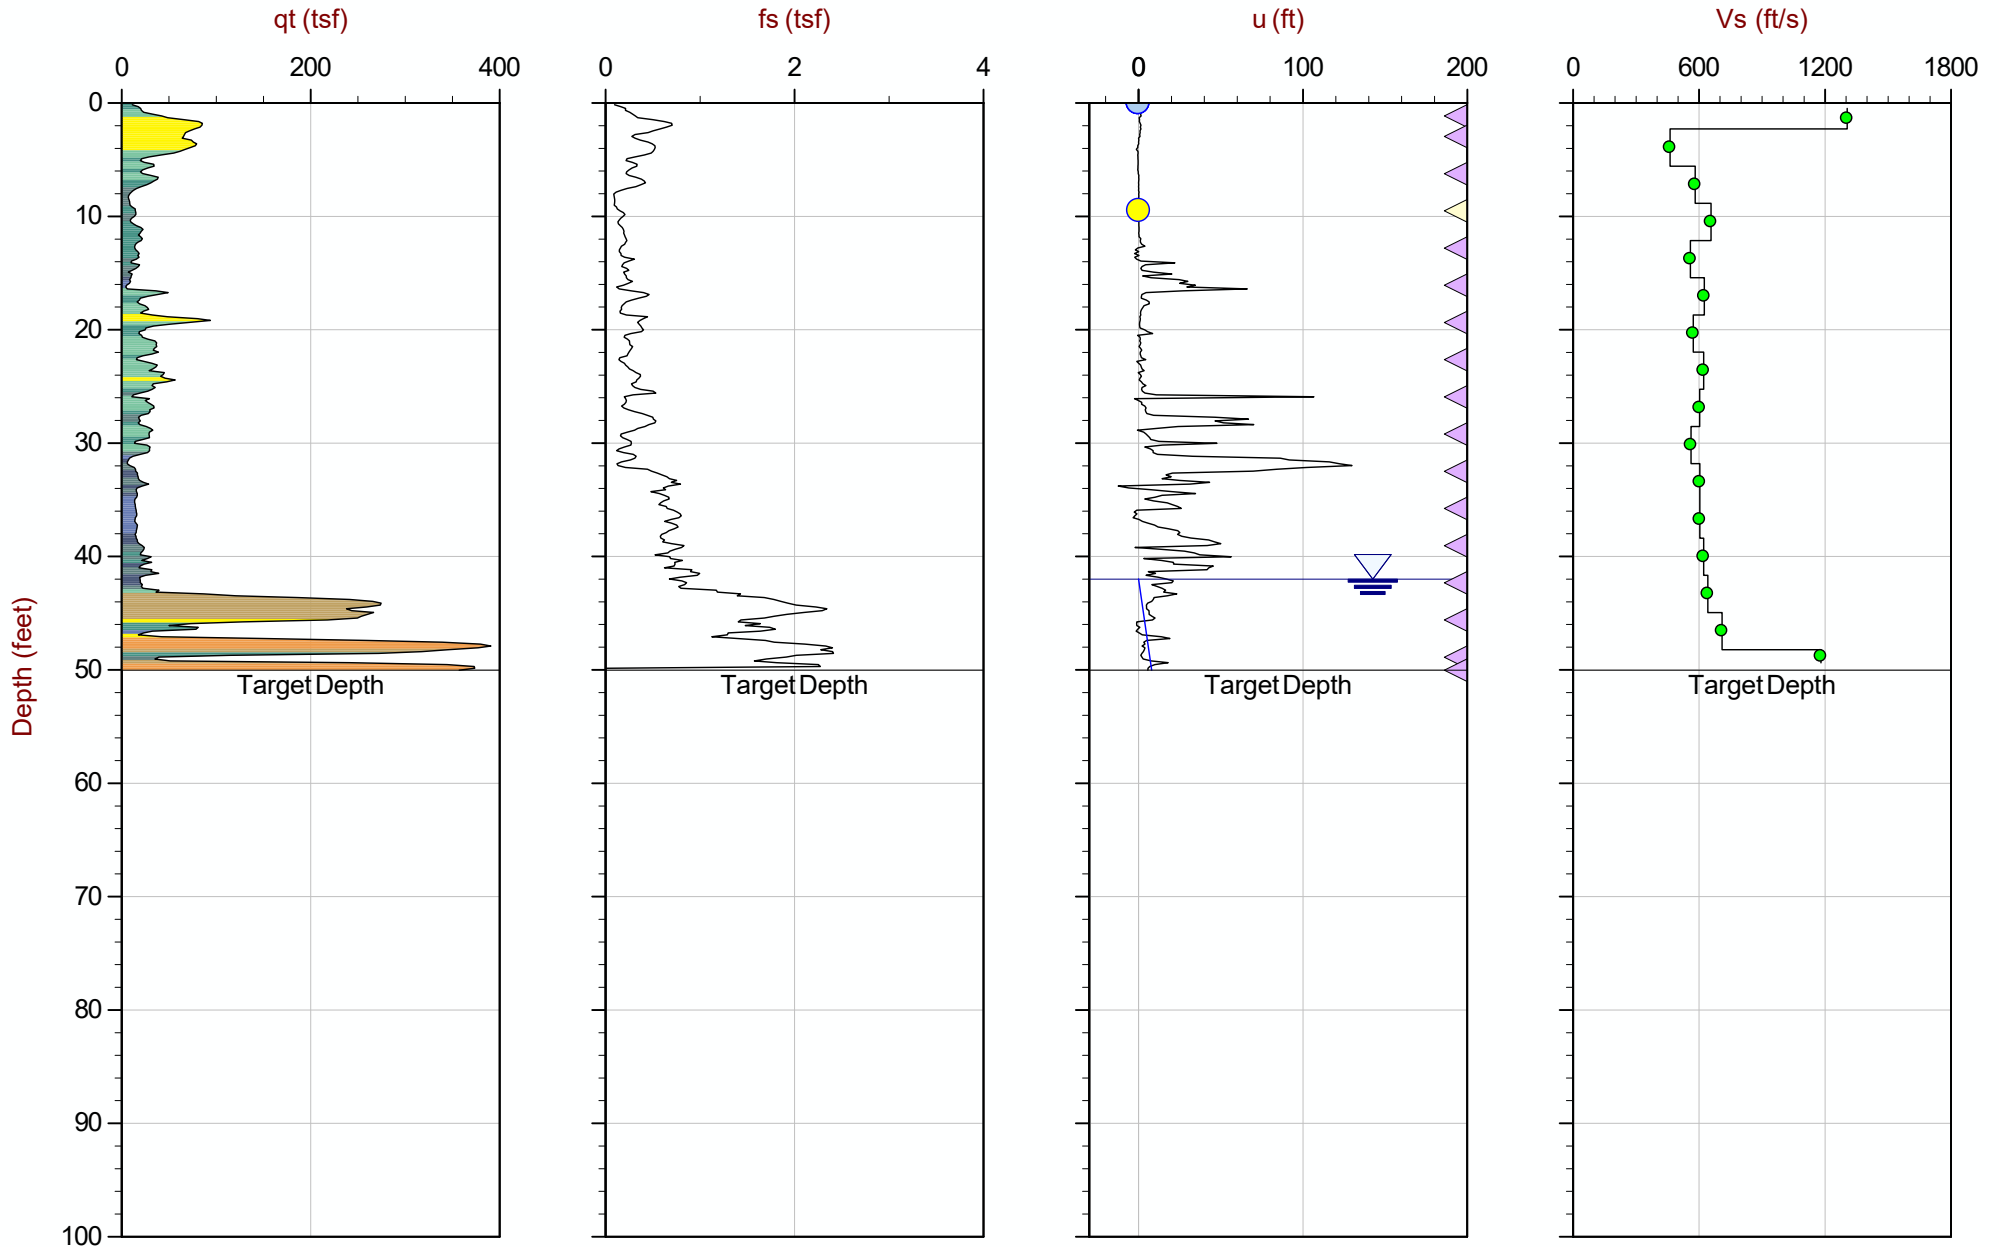 qt (tsf) fs (tsf) u (ft) Vs (ft/s)
0 200 400 0 2 4 0 100 200 0 600 1200 1800
0
10
20
30
40
50
Target Depth Target Depth Target Depth Target Depth
60
70
80
90
100
Depth (feet)